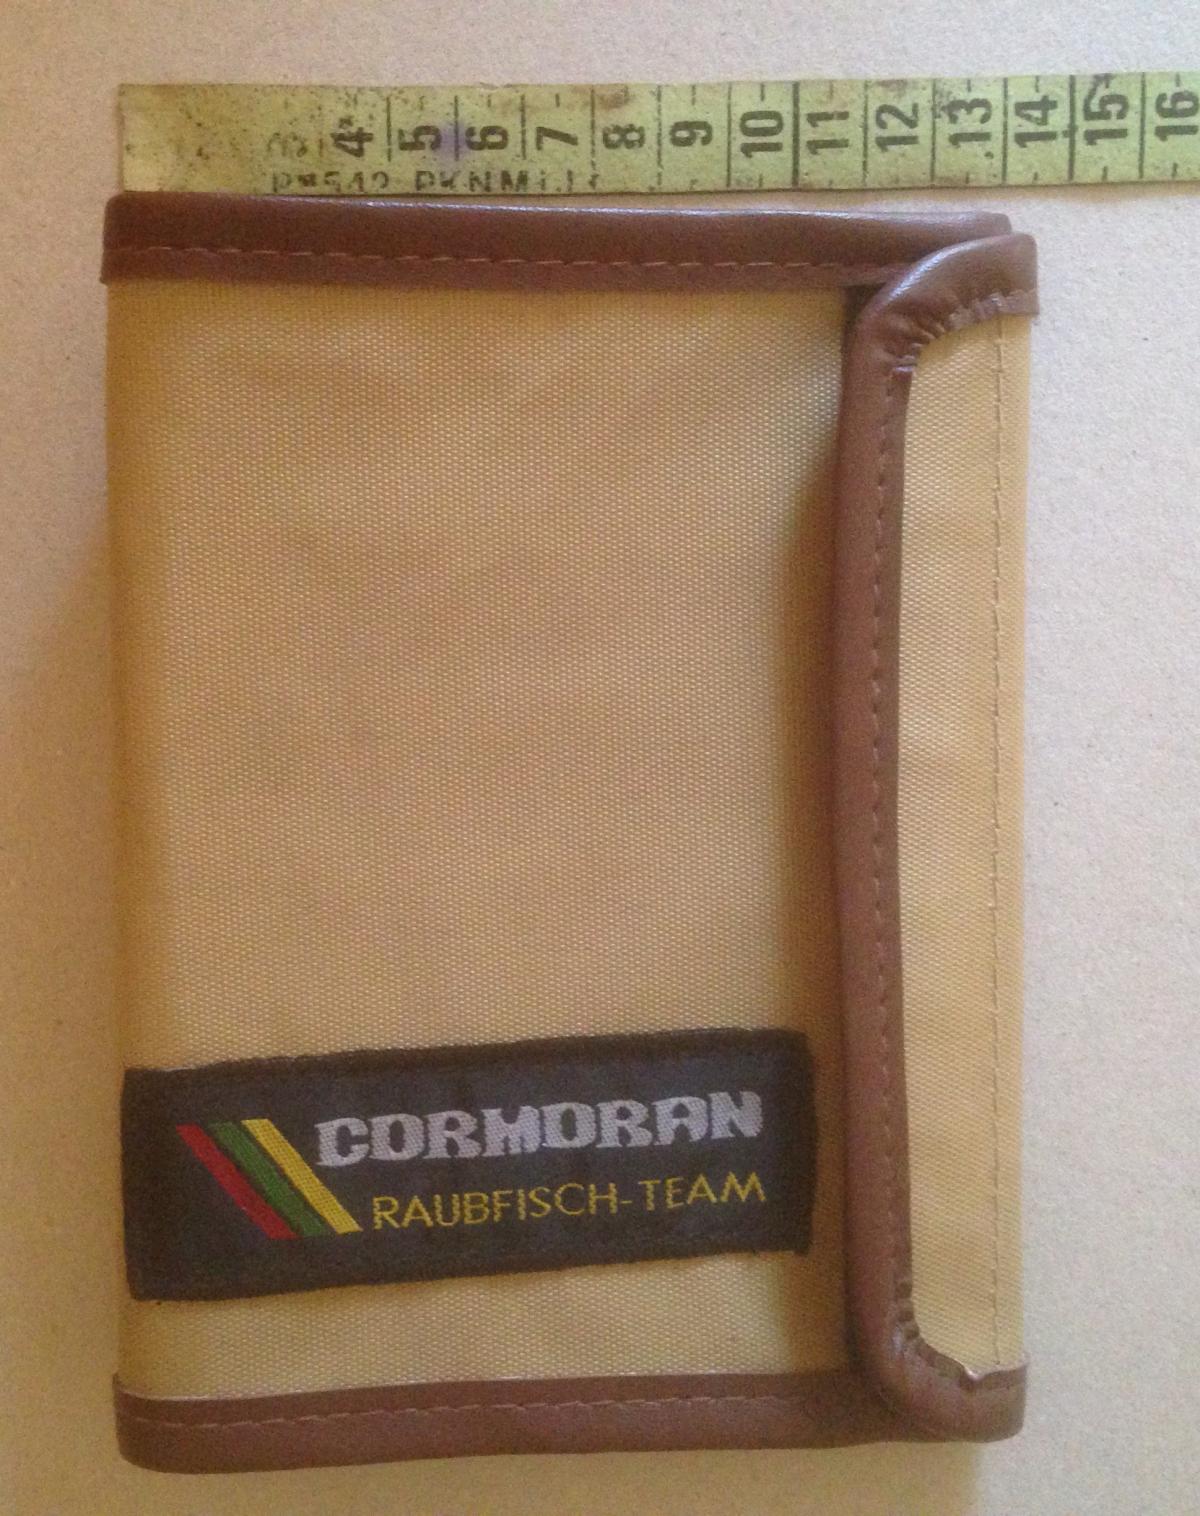 4 5 6 7 8 9 10 11 12 13 14 15 16
CORMORAN
RAUBFISCH-TEAM